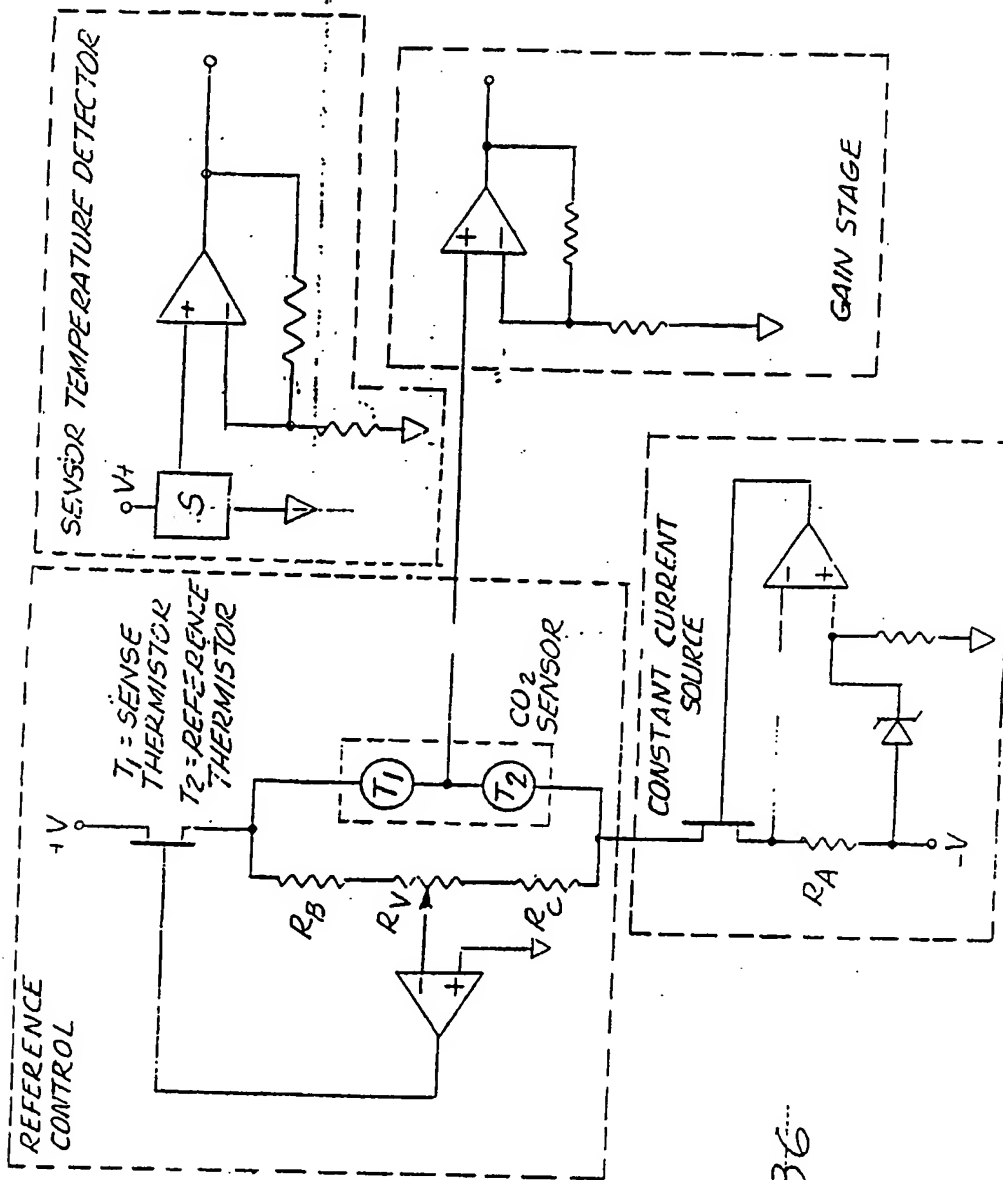 REFERENCE
CONTROL
+V
T1=SENSE
THERMISTOR
T2=REFERENCE
THERMISTOR
RB
RV
RC
T1
T2
CO2
SENSOR
SENSOR TEMPERATURE DETECTOR
V+
S
+
−
+
−
GAIN STAGE
−
+
CONSTANT CURRENT
SOURCE
−
+
RA
-V
36